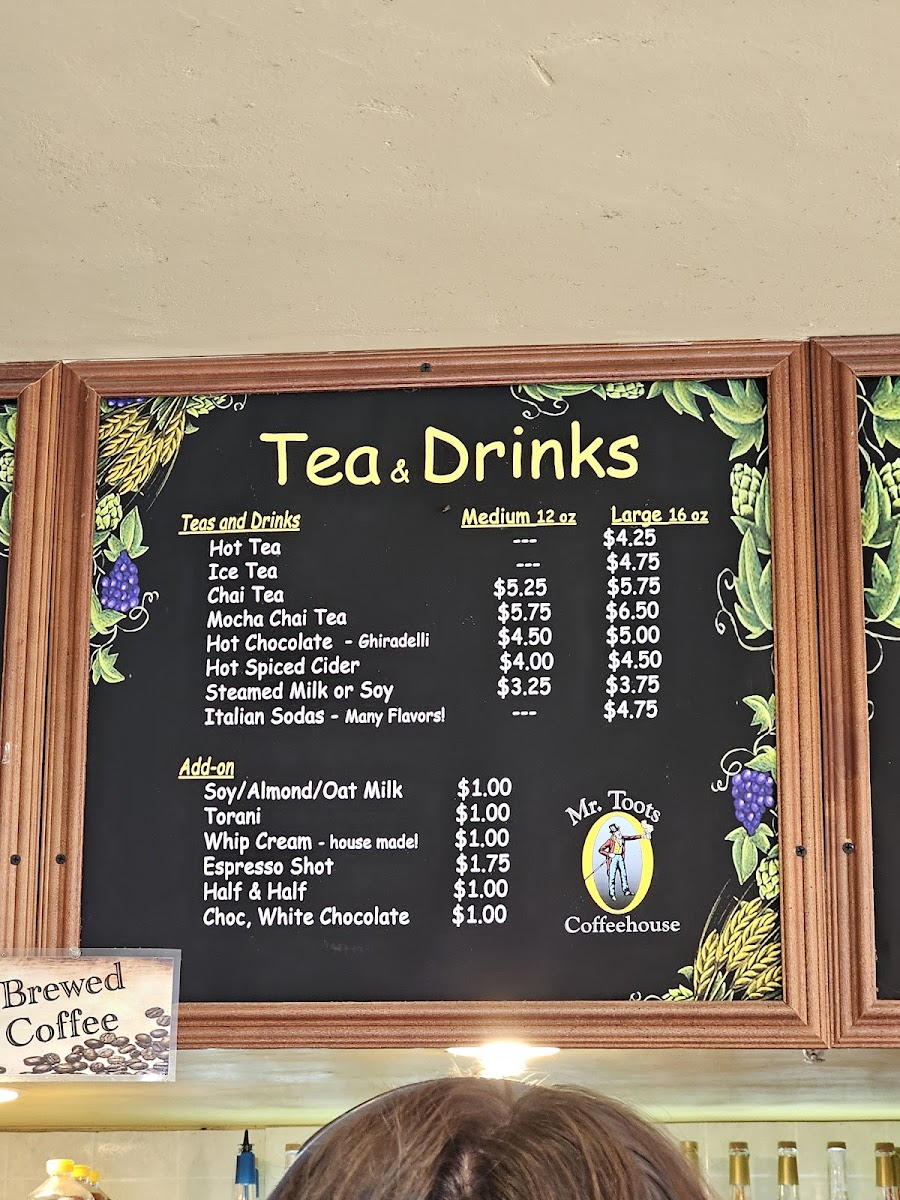 Tea & Drinks
Teas and Drinks Medium 12 oz Large 16 oz
Hot Tea --- $4.25
Ice Tea --- $4.75
Chai Tea $5.25 $5.75
Mocha Chai Tea $5.75 $6.50
Hot Chocolate - Ghiradelli $4.50 $5.00
Hot Spiced Cider $4.00 $4.50
Steamed Milk or Soy $3.25 $3.75
Italian Sodas - Many Flavors! --- $4.75
Add-on
Soy/Almond/Oat Milk $1.00
Torani $1.00
Whip Cream - house made! $1.00
Espresso Shot $1.75
Half & Half $1.00
Choc, White Chocolate $1.00
Mr. Toots
Coffeehouse
Brewed
Coffee